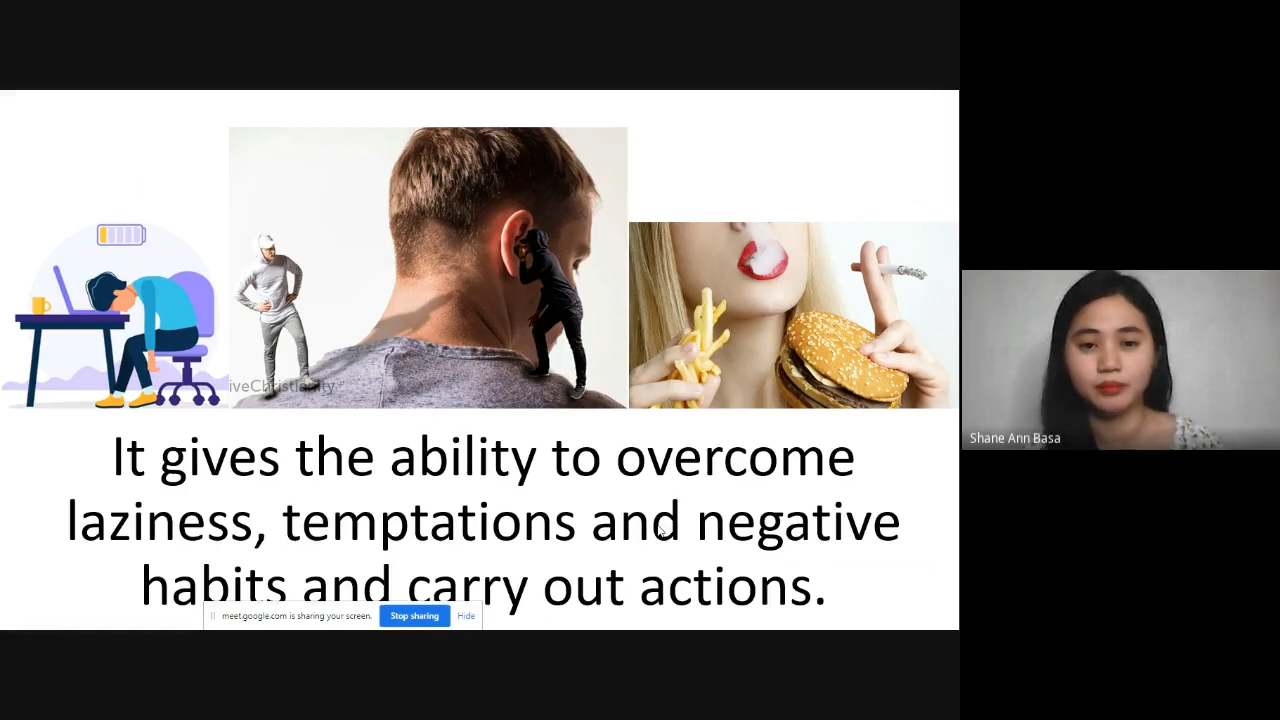 iveChristianity
It gives the ability to overcome
laziness, temptations and negative
habits and carry out actions.
meet.google.com is sharing your screen. Stop sharing Hide
Shane Ann Basa